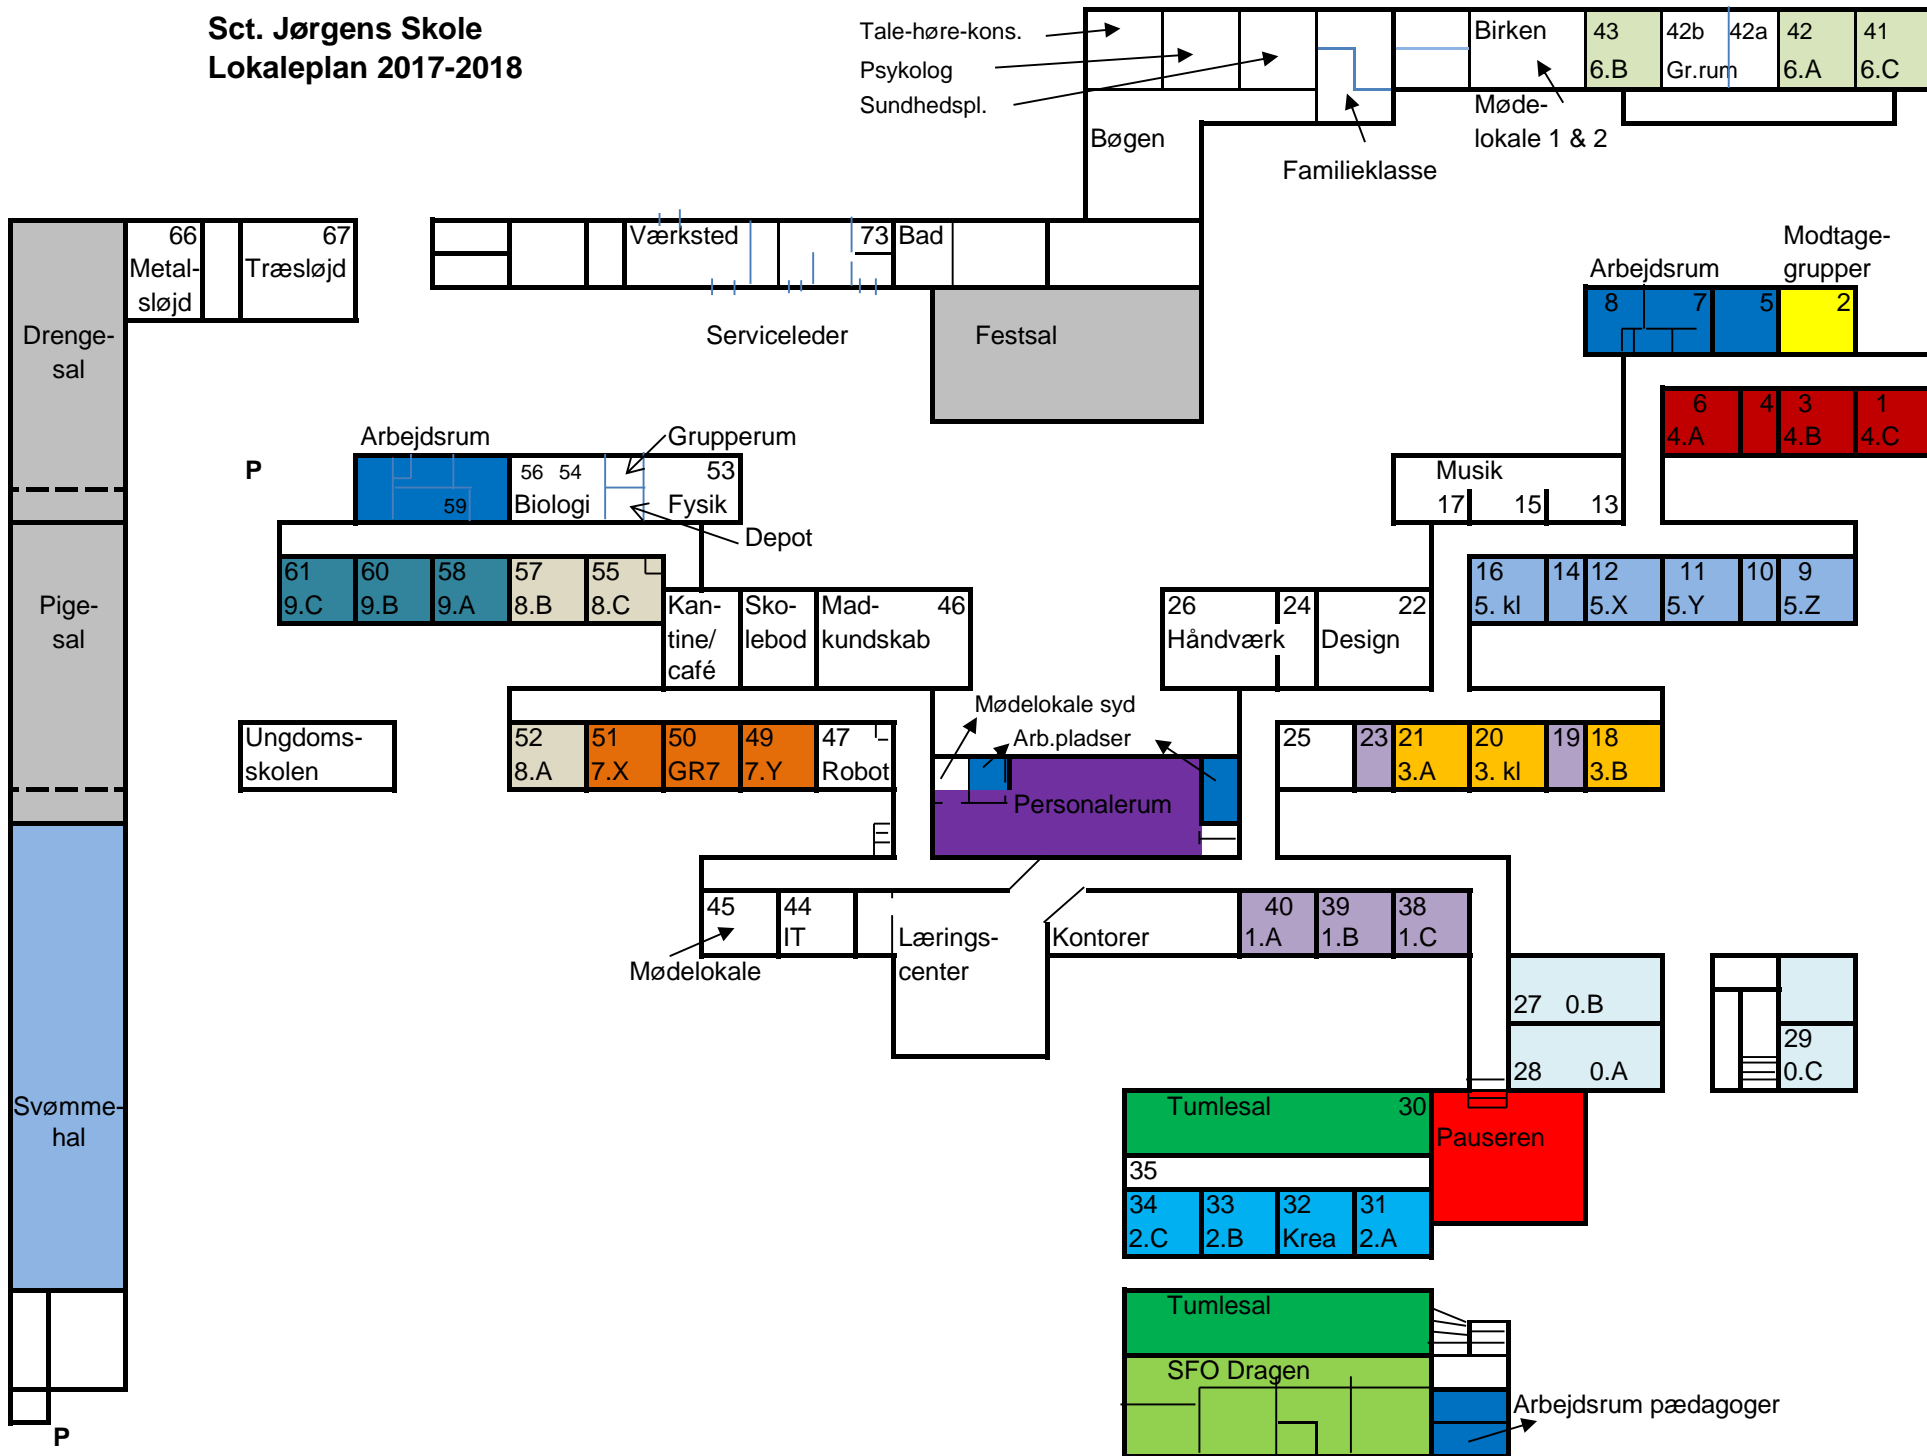 Sct. Jørgens Skole
Lokaleplan 2017-2018
Tale-høre-kons.
Psykolog
Sundhedspl.
Birken
43
6.B
42b 42a
Gr.rum
42
6.A
41
6.C
Møde-
lokale 1 & 2
Bøgen
Familieklasse
66
Metal-
sløjd
67
Træsløjd
Værksted
73
Bad
Serviceleder
Festsal
Drenge-
sal
Modtage-
grupper
Arbejdsrum
8
7
5
2
6
4.A
4
3
4.B
1
4.C
Arbejdsrum
Grupperum
P
59
56 54
Biologi
53
Fysik
Depot
Musik
17
15
13
61
9.C
60
9.B
58
9.A
57
8.B
55
8.C
Pige-
sal
Kan-
tine/
café
Sko-
lebod
Mad-
kundskab
46
26
Håndværk
24
22
Design
16
5. kl
14
12
5.X
11
5.Y
10
9
5.Z
Ungdoms-
skolen
52
8.A
51
7.X
50
GR7
49
7.Y
47
Robot
Mødelokale syd
Arb.pladser
Personalerum
25
23
21
3.A
20
3. kl
19
18
3.B
45
44
IT
Mødelokale
Lærings-
center
Kontorer
40
1.A
39
1.B
38
1.C
27 0.B
28 0.A
29
0.C
Svømme-
hal
Tumlesal
30
Pauseren
35
34
2.C
33
2.B
32
Krea
31
2.A
Tumlesal
SFO Dragen
Arbejdsrum pædagoger
P